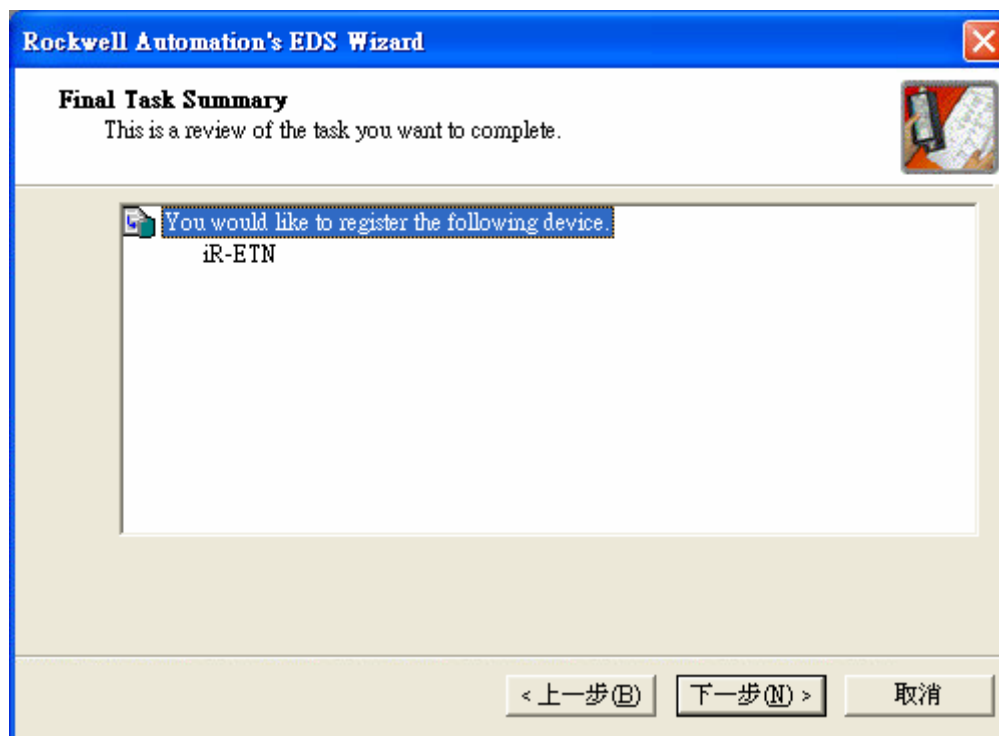 Rockwell Automation's EDS Wizard
Final Task Summary
This is a review of the task you want to complete.
You would like to register the following device.
iR-ETN
< 上一步(B) 下一步(N) > 取消